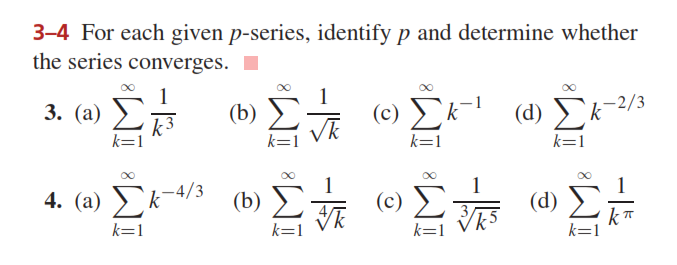 3–4 For each given p-series, identify p and determine whether
the series converges.
3. (a) $\sum_{k=1}^{\infty} \frac{1}{k^3}$ (b) $\sum_{k=1}^{\infty} \frac{1}{\sqrt{k}}$ (c) $\sum_{k=1}^{\infty} k^{-1}$ (d) $\sum_{k=1}^{\infty} k^{-2/3}$
4. (a) $\sum_{k=1}^{\infty} k^{-4/3}$ (b) $\sum_{k=1}^{\infty} \frac{1}{\sqrt[4]{k}}$ (c) $\sum_{k=1}^{\infty} \frac{1}{\sqrt[3]{k^5}}$ (d) $\sum_{k=1}^{\infty} \frac{1}{k^{\pi}}$